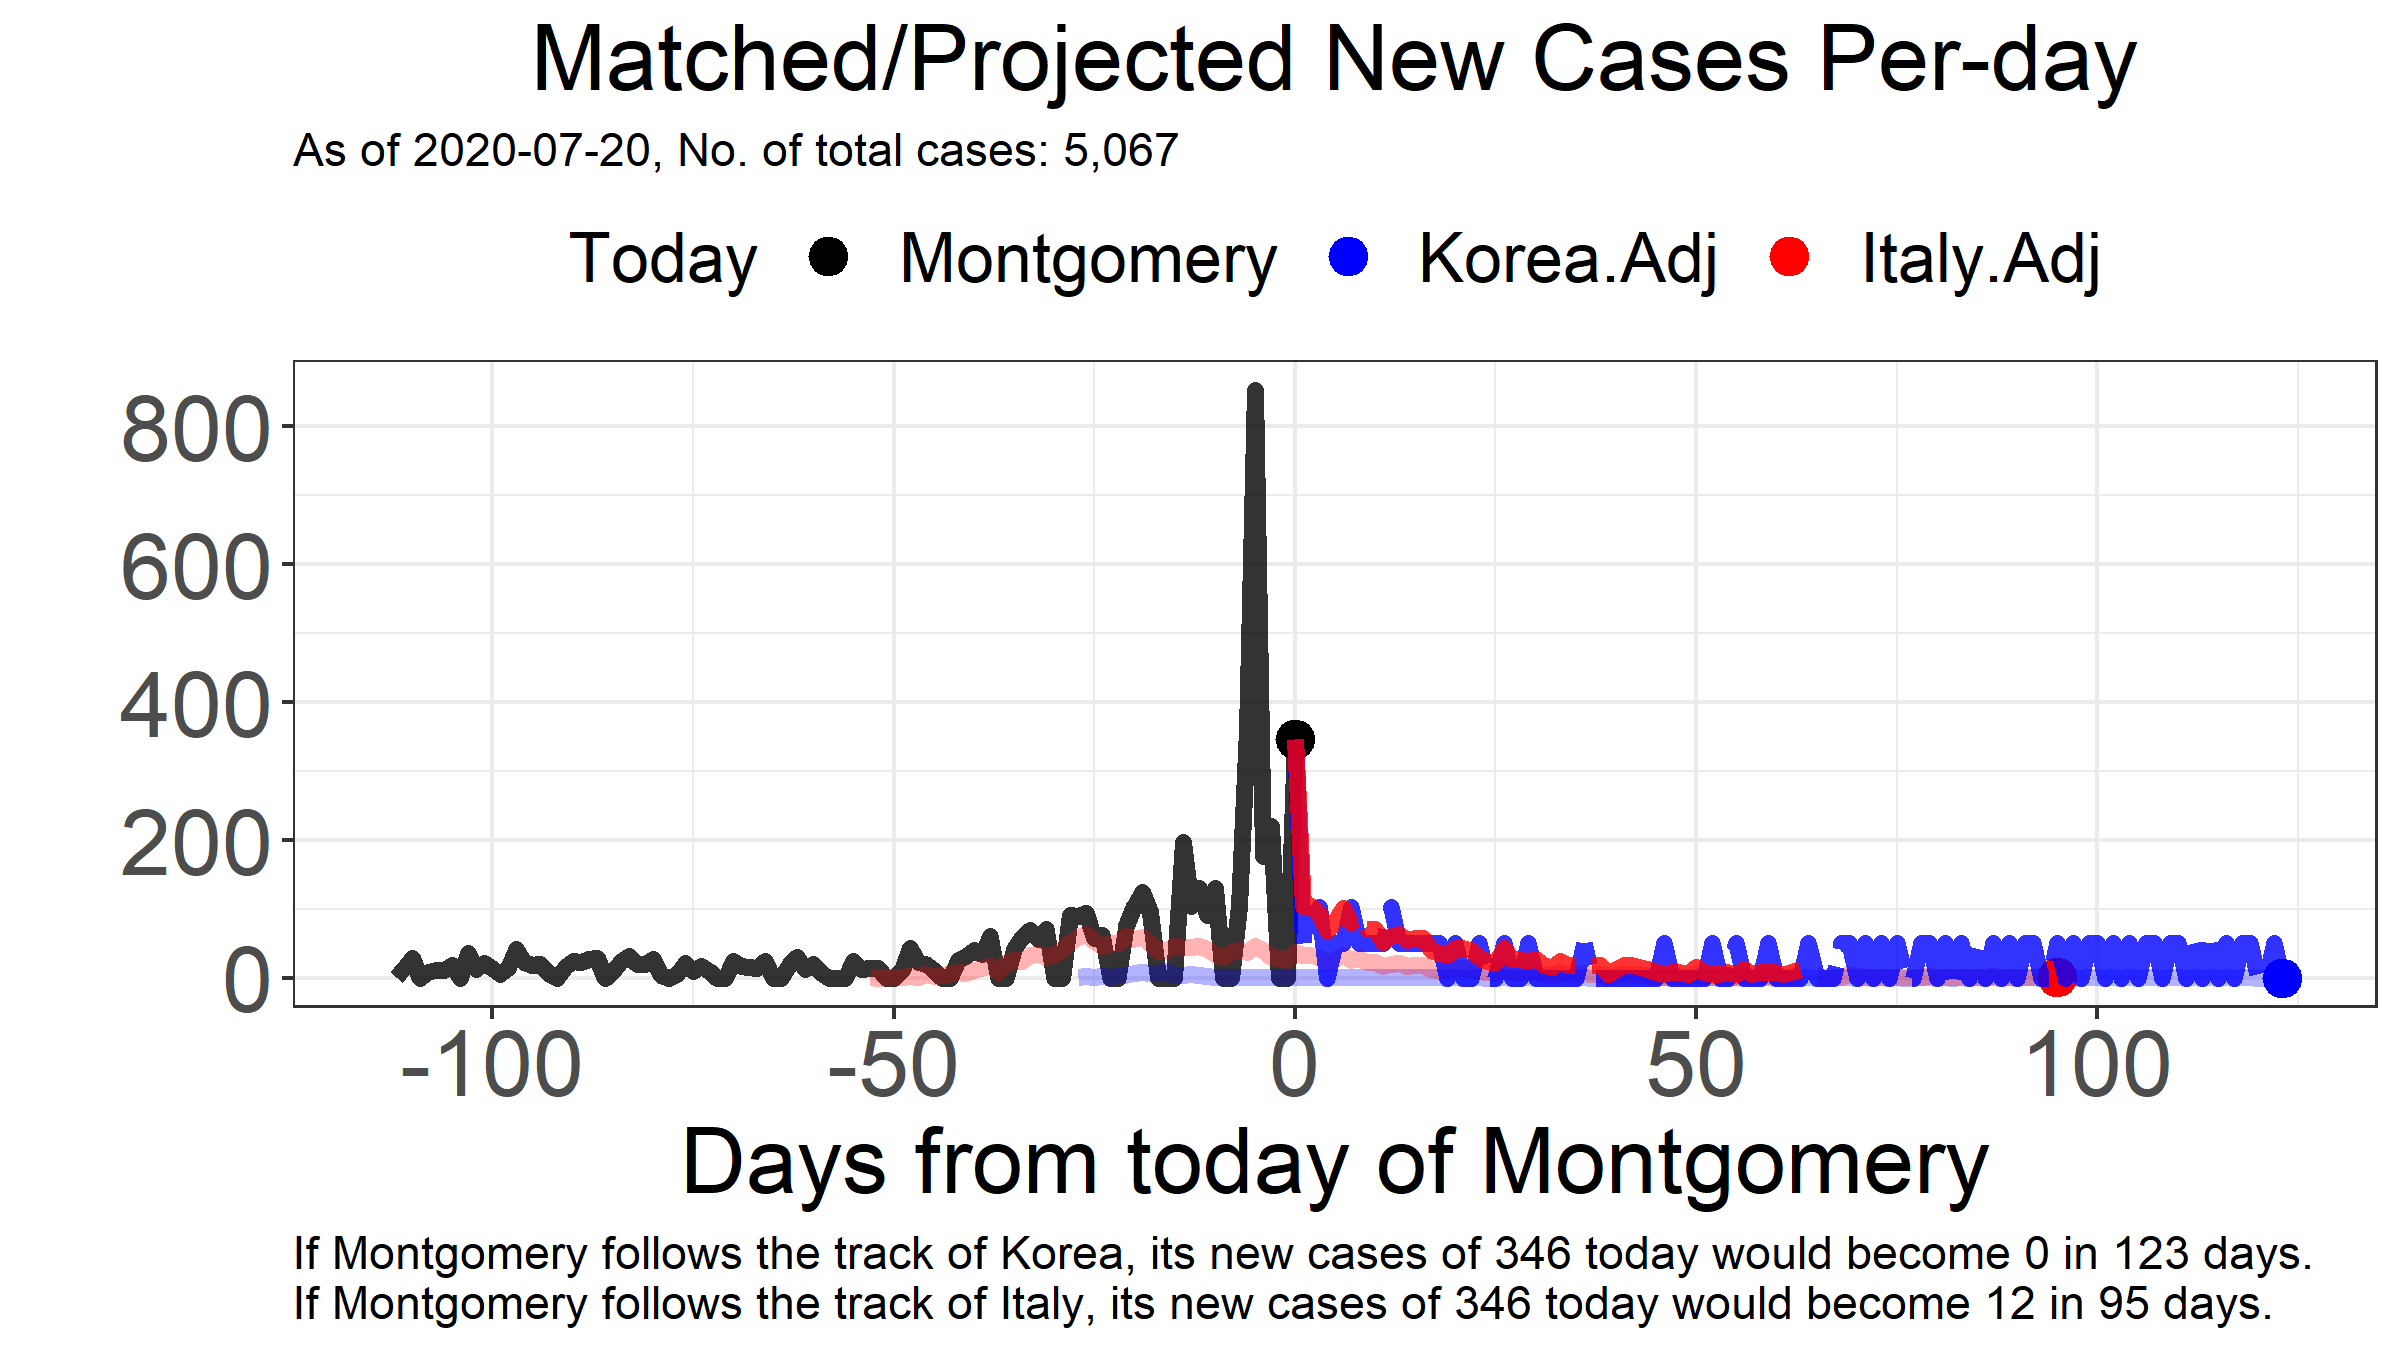 Matched/Projected New Cases Per-day
As of 2020-07-20, No. of total cases: 5,067
Today Montgomery Korea.Adj Italy.Adj
800
600
400
200
0
-100 -50 0 50 100
Days from today of Montgomery
If Montgomery follows the track of Korea, its new cases of 346 today would become 0 in 123 days.
If Montgomery follows the track of Italy, its new cases of 346 today would become 12 in 95 days.